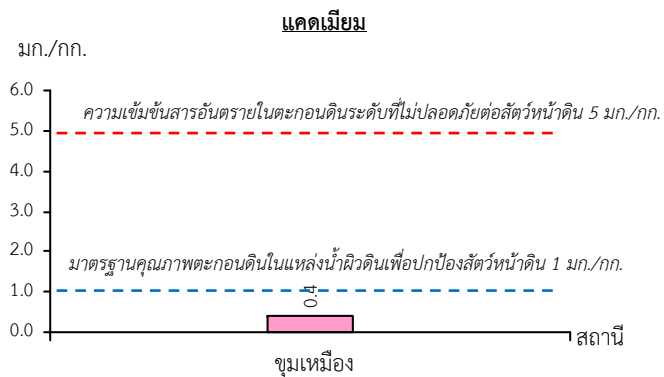 แคดเมียม
มก./กก.
6.0
ความเข้มข้นสารอันตรายในตะกอนดินระดับที่ไม่ปลอดภัยต่อสัตว์หน้าดิน 5 มก./กก.
5.0
4.0
3.0
2.0
มาตรฐานคุณภาพตะกอนดินในแหล่งน้ำผิวดินเพื่อปกป้องสัตว์หน้าดิน 1 มก./กก.
1.0
0.4
0.0
สถานี
ขุมเหมือง